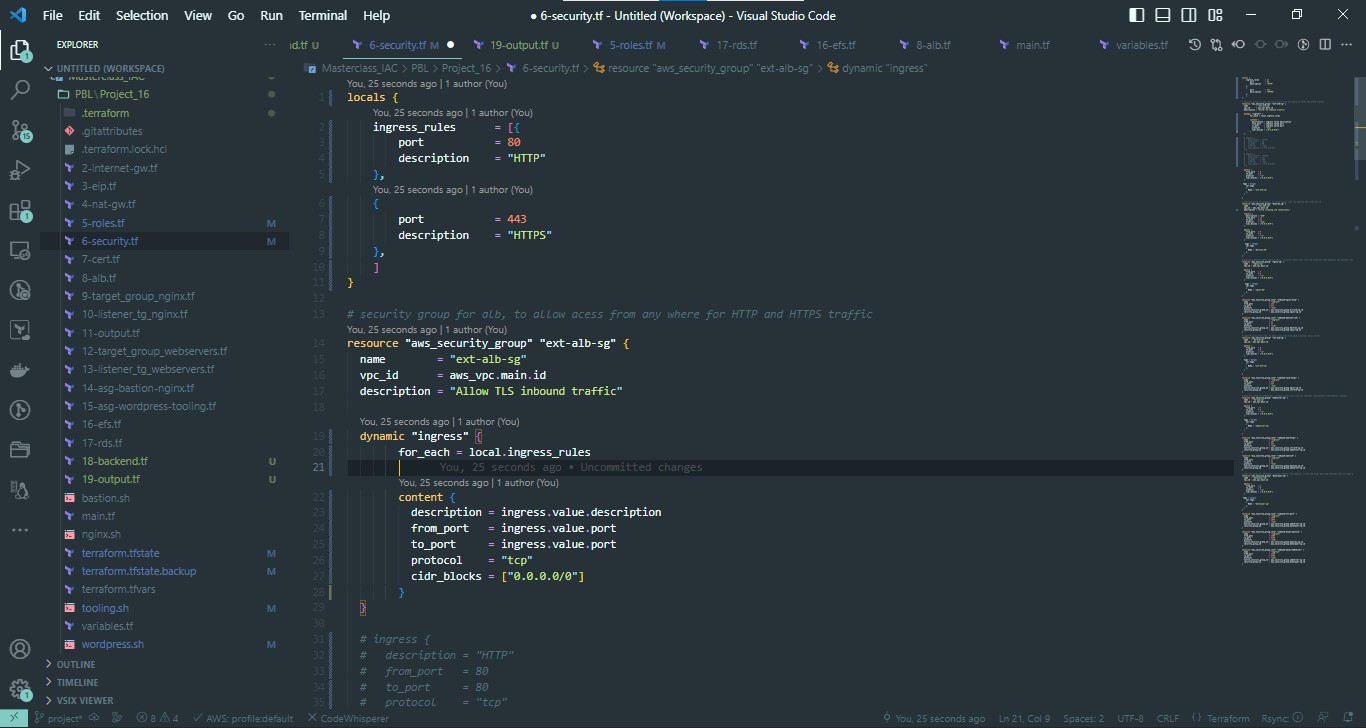 File Edit Selection View Go Run Terminal Help
● 6-security.tf - Untitled (Workspace) - Visual Studio Code
EXPLORER ...
UNTITLED (WORKSPACE)
Masterclass_IAC
PBL \ Project_16
.terraform
.gitattributes
.terraform.lock.hcl
2-internet-gw.tf
3-eip.tf
4-nat-gw.tf
5-roles.tf M
6-security.tf M
7-cert.tf
8-alb.tf
9-target_group_nginx.tf
10-listener_tg_nginx.tf
11-output.tf
12-target_group_webservers.tf
13-listener_tg_webservers.tf
14-asg-bastion-nginx.tf
15-asg-wordpress-tooling.tf
16-efs.tf
17-rds.tf
18-backend.tf U
19-output.tf U
bastion.sh
main.tf
nginx.sh
terraform.tfstate M
terraform.tfstate.backup M
terraform.tfvars
tooling.sh M
variables.tf
wordpress.sh M
OUTLINE
TIMELINE
VSIX VIEWER
1
15
1
1
nd.tf U 6-security.tf M ● 19-output.tf U 5-roles.tf M 17-rds.tf 16-efs.tf 8-alb.tf main.tf variables.tf
Masterclass_IAC > PBL > Project_16 > 6-security.tf > resource "aws_security_group" "ext-alb-sg" > dynamic "ingress"
You, 25 seconds ago | 1 author (You)
1 locals {
You, 25 seconds ago | 1 author (You)
2 ingress_rules = [{
3 port = 80
4 description = "HTTP"
5 },
You, 25 seconds ago | 1 author (You)
6 {
7 port = 443
8 description = "HTTPS"
9 },
10 ]
11 }
12
13 # security group for alb, to allow acess from any where for HTTP and HTTPS traffic
You, 25 seconds ago | 1 author (You)
14 resource "aws_security_group" "ext-alb-sg" {
15 name = "ext-alb-sg"
16 vpc_id = aws_vpc.main.id
17 description = "Allow TLS inbound traffic"
18
You, 25 seconds ago | 1 author (You)
19 dynamic "ingress" {
20 for_each = local.ingress_rules
21 You, 25 seconds ago • Uncommitted changes
You, 25 seconds ago | 1 author (You)
22 content {
23 description = ingress.value.description
24 from_port = ingress.value.port
25 to_port = ingress.value.port
26 protocol = "tcp"
27 cidr_blocks = ["0.0.0.0/0"]
28 }
29 }
30
31 # ingress {
32 # description = "HTTP"
33 # from_port = 80
34 # to_port = 80
35 # protocol = "tcp"
project* 8 4 AWS: profile:default CodeWhisperer You, 25 seconds ago Ln 21, Col 9 Spaces: 2 UTF-8 CRLF {} Terraform Rsync: